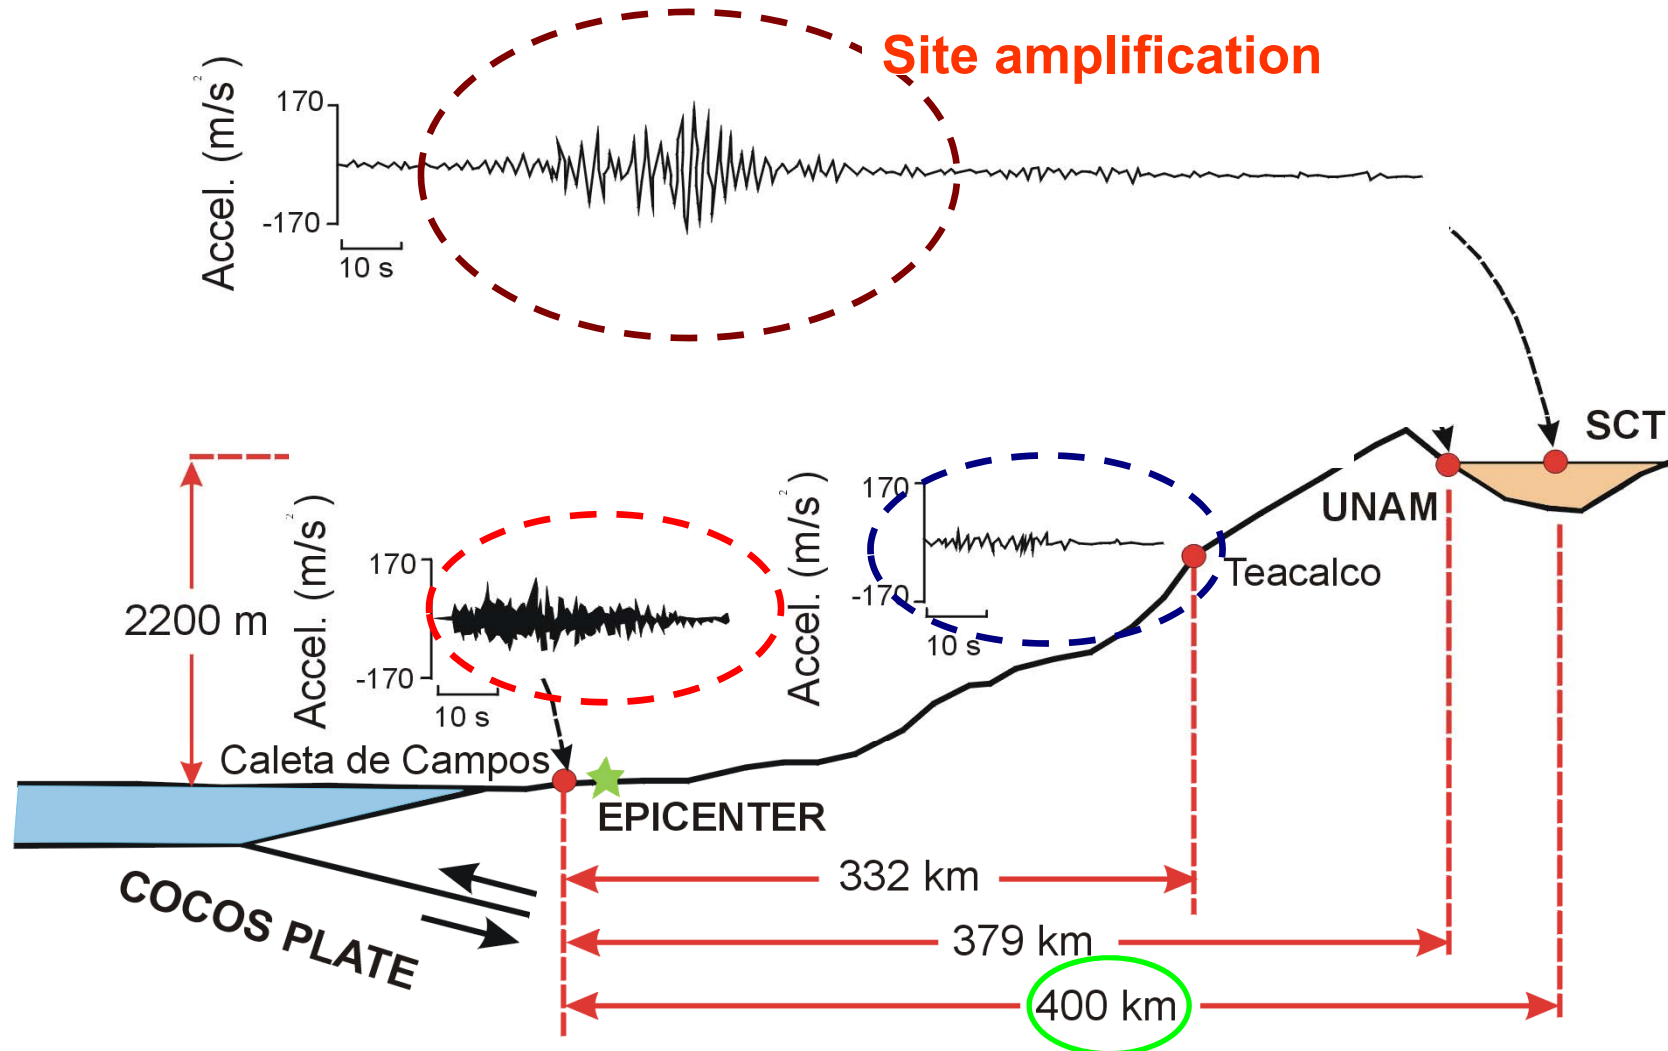 Site amplification
Accel. (m/s²)
170
-170
10 s
SCT
UNAM
Accel. (m/s²)
170
-170
10 s
Teacalco
2200 m
Accel. (m/s²)
170
-170
10 s
Caleta de Campos
EPICENTER
COCOS PLATE
332 km
379 km
400 km